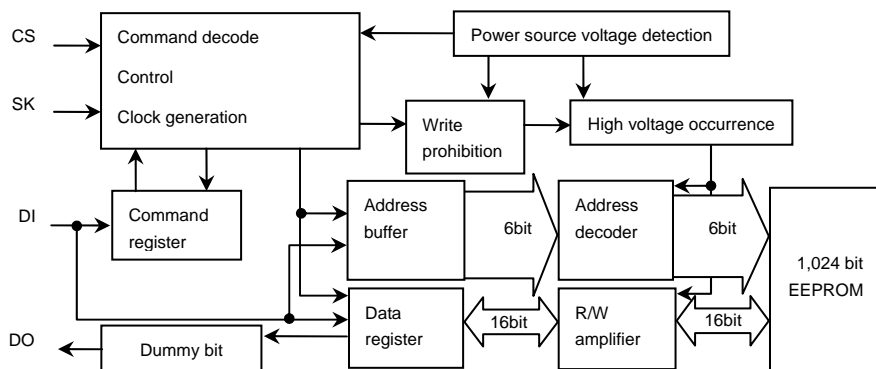 CS
Command decode
Power source voltage detection
Control
SK
Clock generation
Write
prohibition
High voltage occurrence
DI
Command
register
Address
buffer
6bit
Address
decoder
6bit
1,024 bit
EEPROM
Data
register
16bit
R/W
amplifier
16bit
DO
Dummy bit